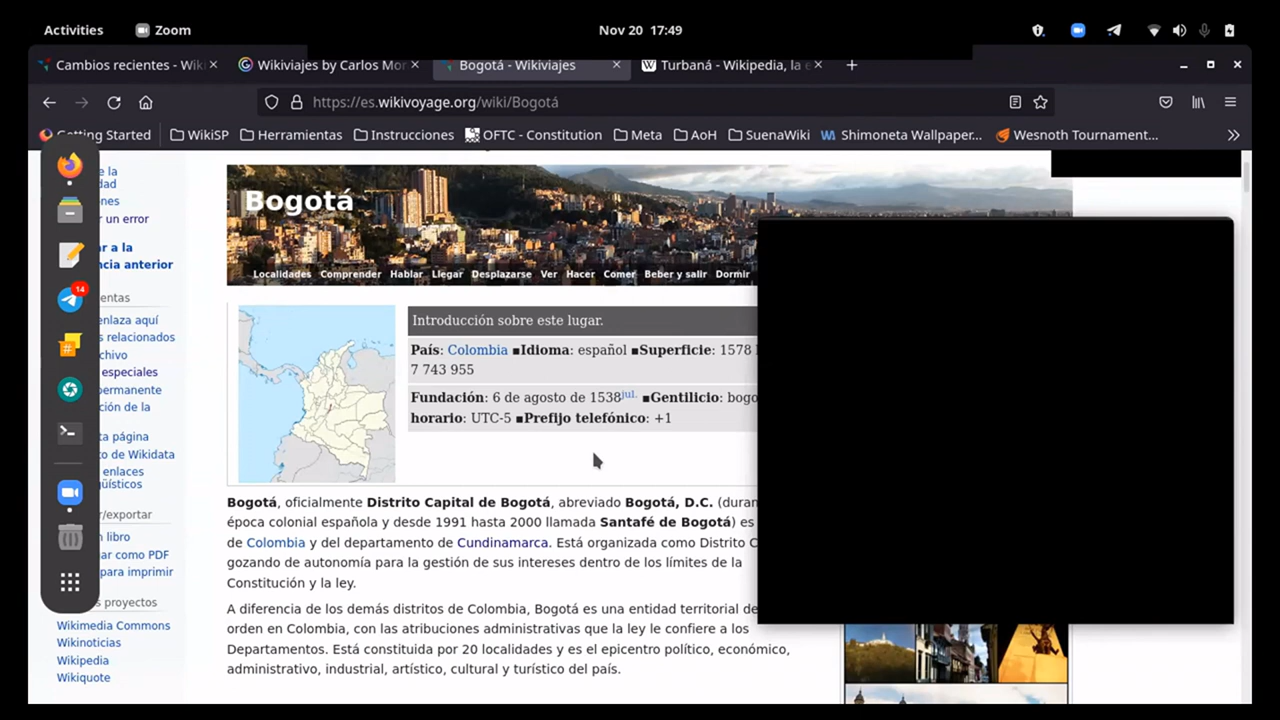 Activities
Zoom
Nov 20 17:49
Cambios recientes - Wiki
Wikiviajes by Carlos Mor
Bogotá - Wikiviajes
Turbaná - Wikipedia, la e
https://es.wikivoyage.org/wiki/Bogotá
Getting Started
WikiSP
Herramientas
Instrucciones
OFTC - Constitution
Meta
AoH
SuenaWiki
Shimoneta Wallpaper...
Wesnoth Tournament...
14
e la
dad
nes
r un error
ar a la
ncia anterior
entas
enlaza aquí
s relacionados
rchivo
especiales
permanente
ción de la
ta página
to de Wikidata
enlaces
güísticos
r/exportar
n libro
ar como PDF
para imprimir
s proyectos
Wikimedia Commons
Wikinoticias
Wikipedia
Wikiquote
Bogotá
Localidades Comprender Hablar Llegar Desplazarse Ver Hacer Comer Beber y salir Dormir
Introducción sobre este lugar.
País: Colombia ▪Idioma: español ▪Superficie: 1578
7 743 955
Fundación: 6 de agosto de 1538jul. ▪Gentilicio: bogo
horario: UTC-5 ▪Prefijo telefónico: +1
Bogotá, oficialmente Distrito Capital de Bogotá, abreviado Bogotá, D.C. (duran
época colonial española y desde 1991 hasta 2000 llamada Santafé de Bogotá) es
de Colombia y del departamento de Cundinamarca. Está organizada como Distrito C
gozando de autonomía para la gestión de sus intereses dentro de los límites de la
Constitución y la ley.
A diferencia de los demás distritos de Colombia, Bogotá es una entidad territorial de
orden en Colombia, con las atribuciones administrativas que la ley le confiere a los
Departamentos. Está constituida por 20 localidades y es el epicentro político, económico,
administrativo, industrial, artístico, cultural y turístico del país.